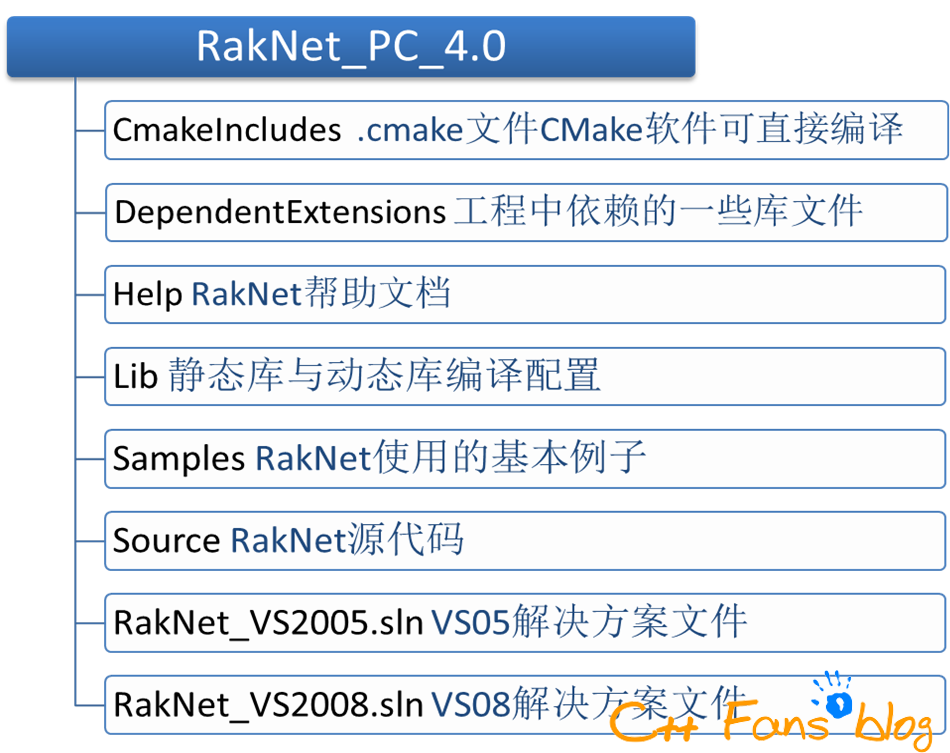 RakNet_PC_4.0
CmakeIncludes .cmake文件CMake软件可直接编译
DependentExtensions 工程中依赖的一些库文件
Help RakNet帮助文档
Lib 静态库与动态库编译配置
Samples RakNet使用的基本例子
Source RakNet源代码
RakNet_VS2005.sln VS05解决方案文件
RakNet_VS2008.sln VS08解决方案文件
C++ Fans blog